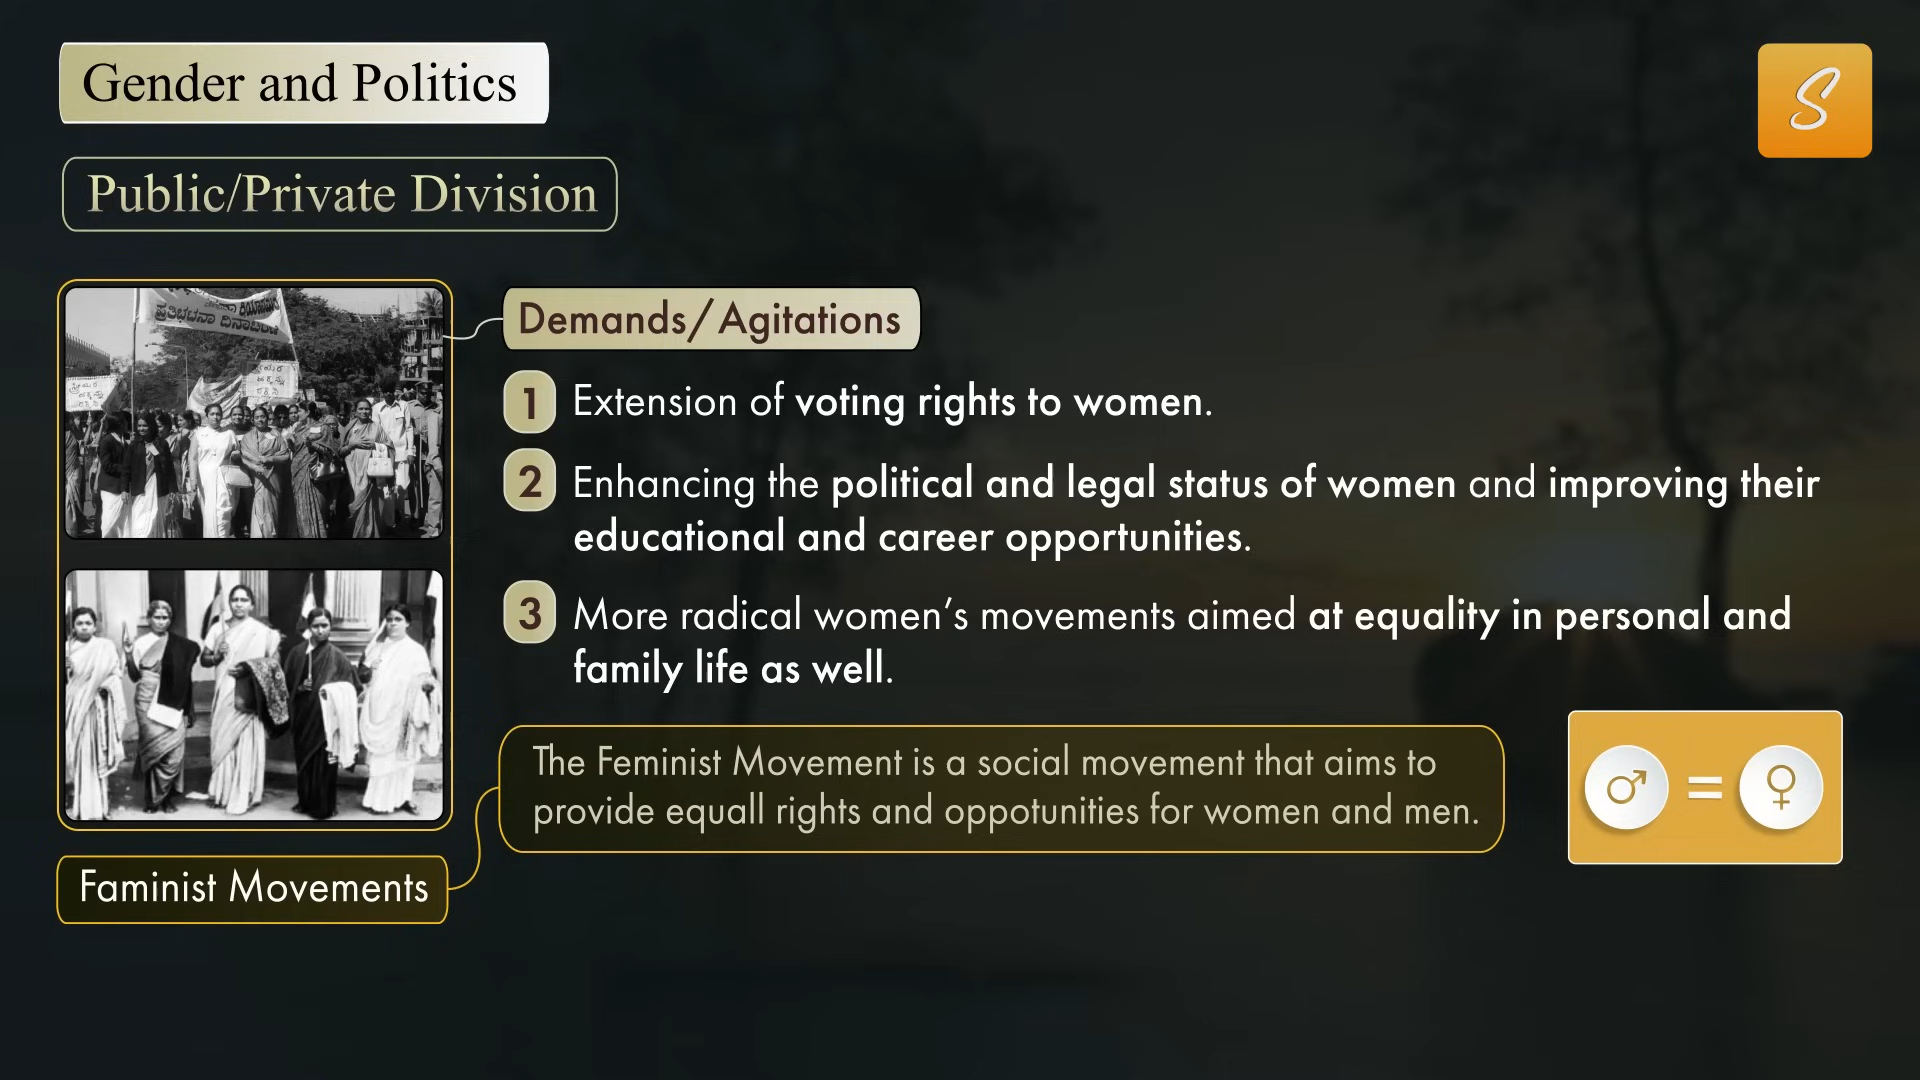 Gender and Politics
S
Public/Private Division
ಪ್ರತಿಭಟನಾ ದಿನಾಚರಣೆ
Demands/Agitations
1 Extension of voting rights to women.
2 Enhancing the political and legal status of women and improving their
educational and career opportunities.
3 More radical women’s movements aimed at equality in personal and
family life as well.
The Feminist Movement is a social movement that aims to
provide equall rights and oppotunities for women and men.
♂ = ♀
Faminist Movements